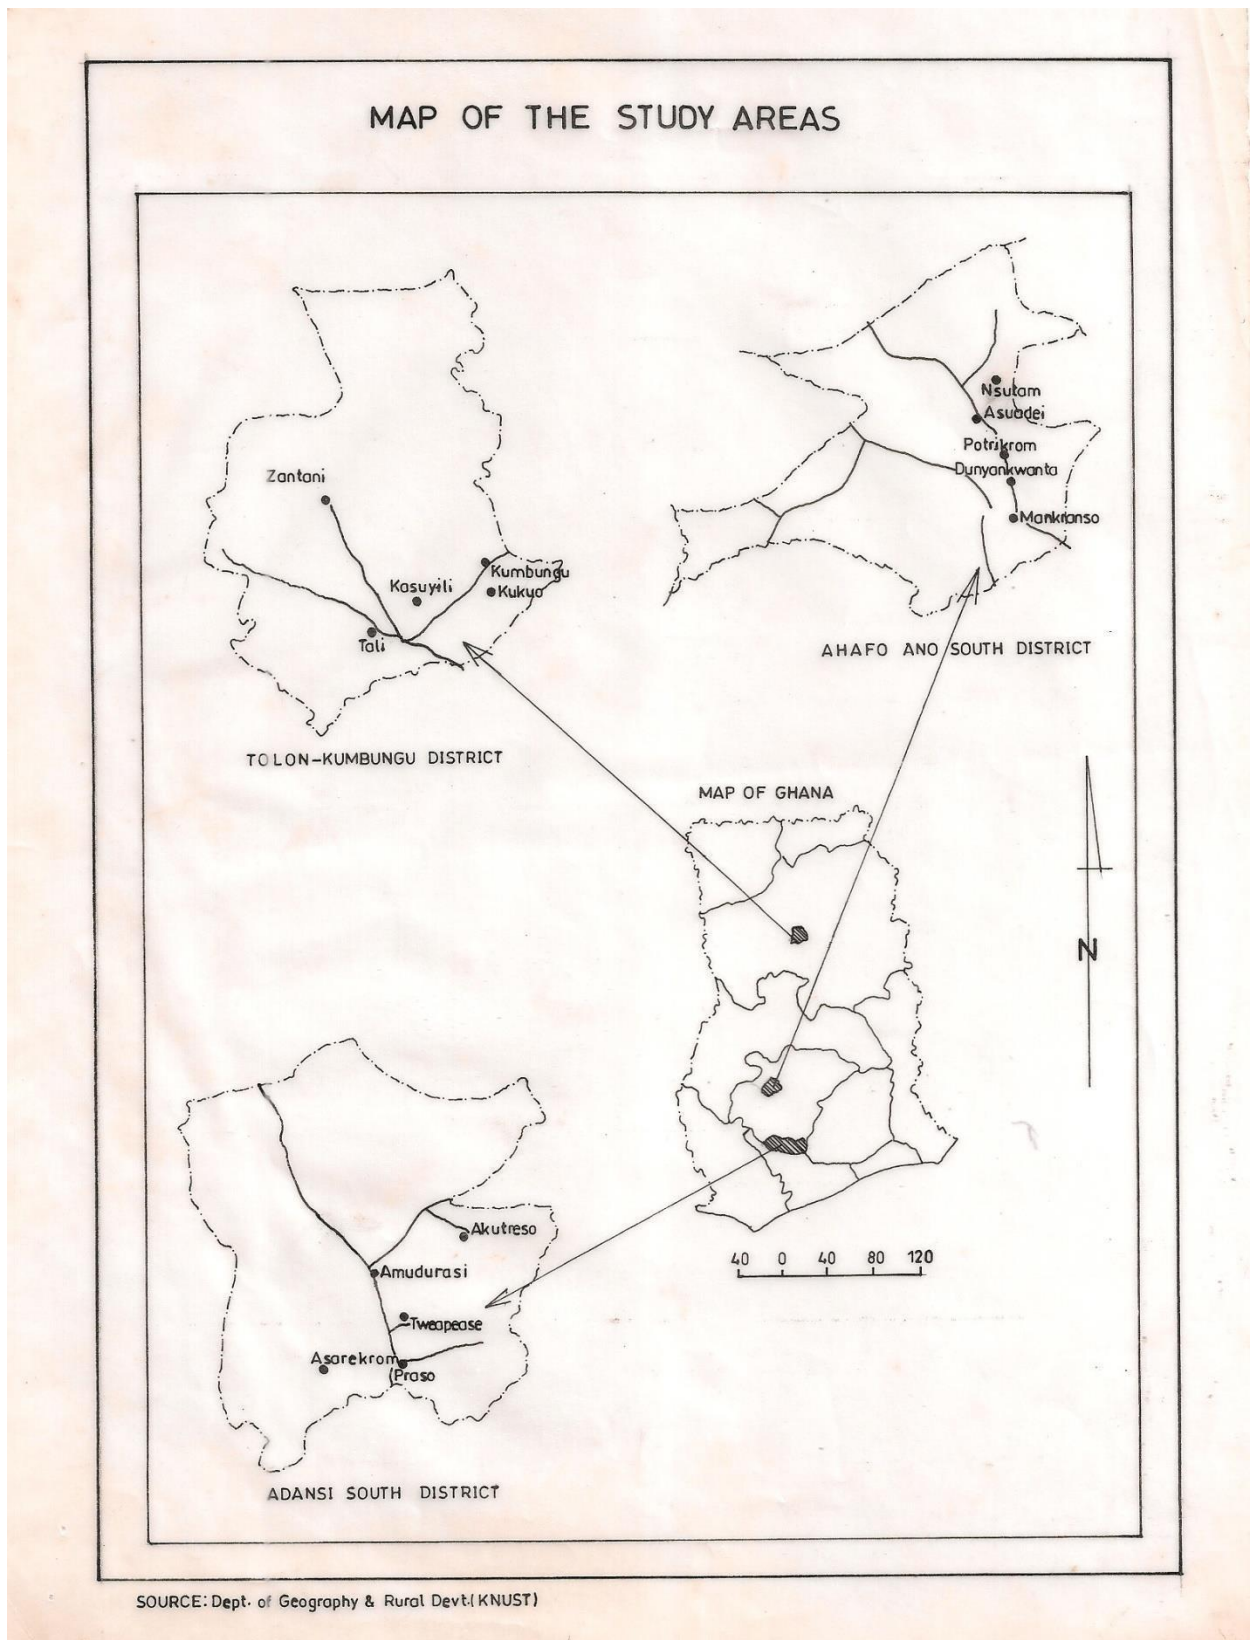 MAP OF THE STUDY AREAS
Zantani
Kasuyili
Kumbungu
Kukyo
Tali
TOLON-KUMBUNGU DISTRICT
Nsutam
Asuadei
Potrikrom
Dunyankwanta
Mankranso
AHAFO ANO SOUTH DISTRICT
MAP OF GHANA
N
40 0 40 80 120
Akutreso
Amudurasi
Tweapease
Asarekrom
(Praso
ADANSI SOUTH DISTRICT
SOURCE: Dept. of Geography & Rural Devt.(KNUST)